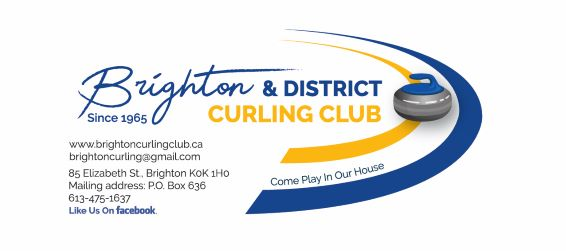 Brighton & DISTRICT
Since 1965 CURLING CLUB
www.brightoncurlingclub.ca
brightoncurling@gmail.com
85 Elizabeth St., Brighton K0K 1H0
Mailing address: P.O. Box 636
613-475-1637
Like Us On facebook.
Come Play In Our House